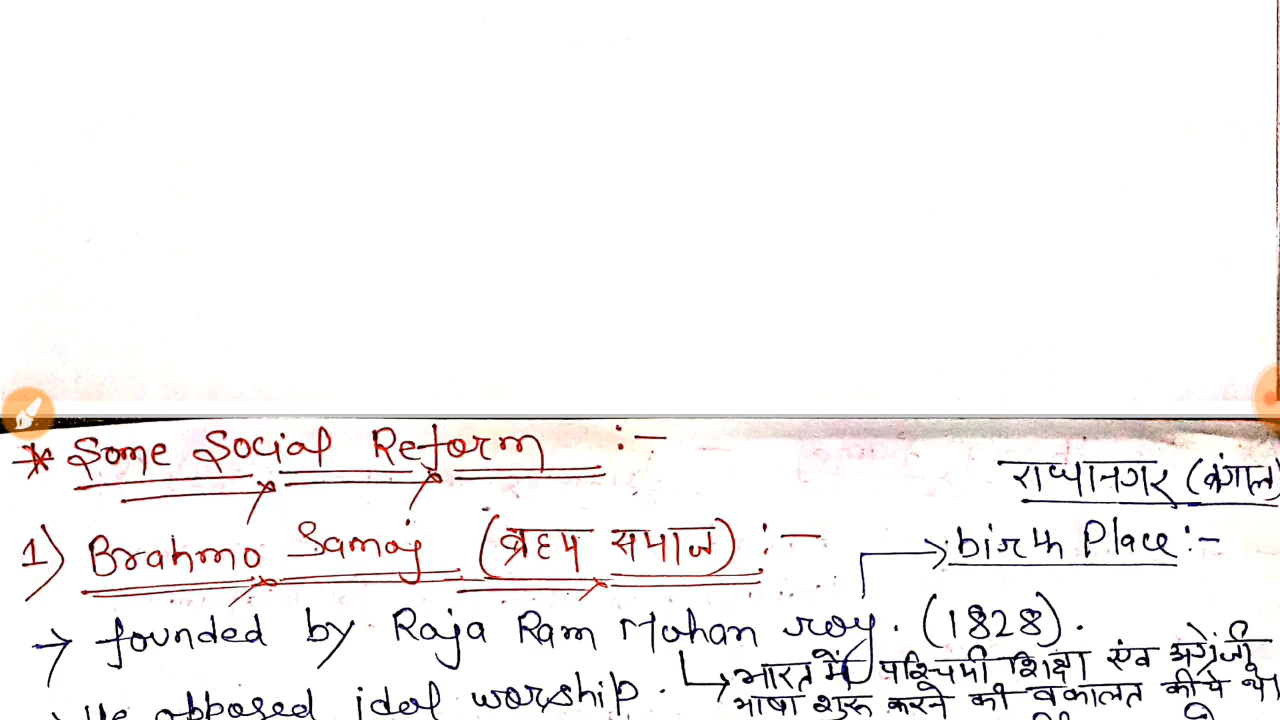 * Some Social Reform :-
राधानगर (बंगाल)
1) Brahmo Samaj (ब्रह्म समाज) :-
→ birth Place :-
→ founded by Raja Ram Mohan roy. (1828).
→ भारत में पश्चिमी शिक्षा एंव अंग्रेजी
भाषा शुरू करने की वकालत कीये थे।
→ He opposed idol worship.